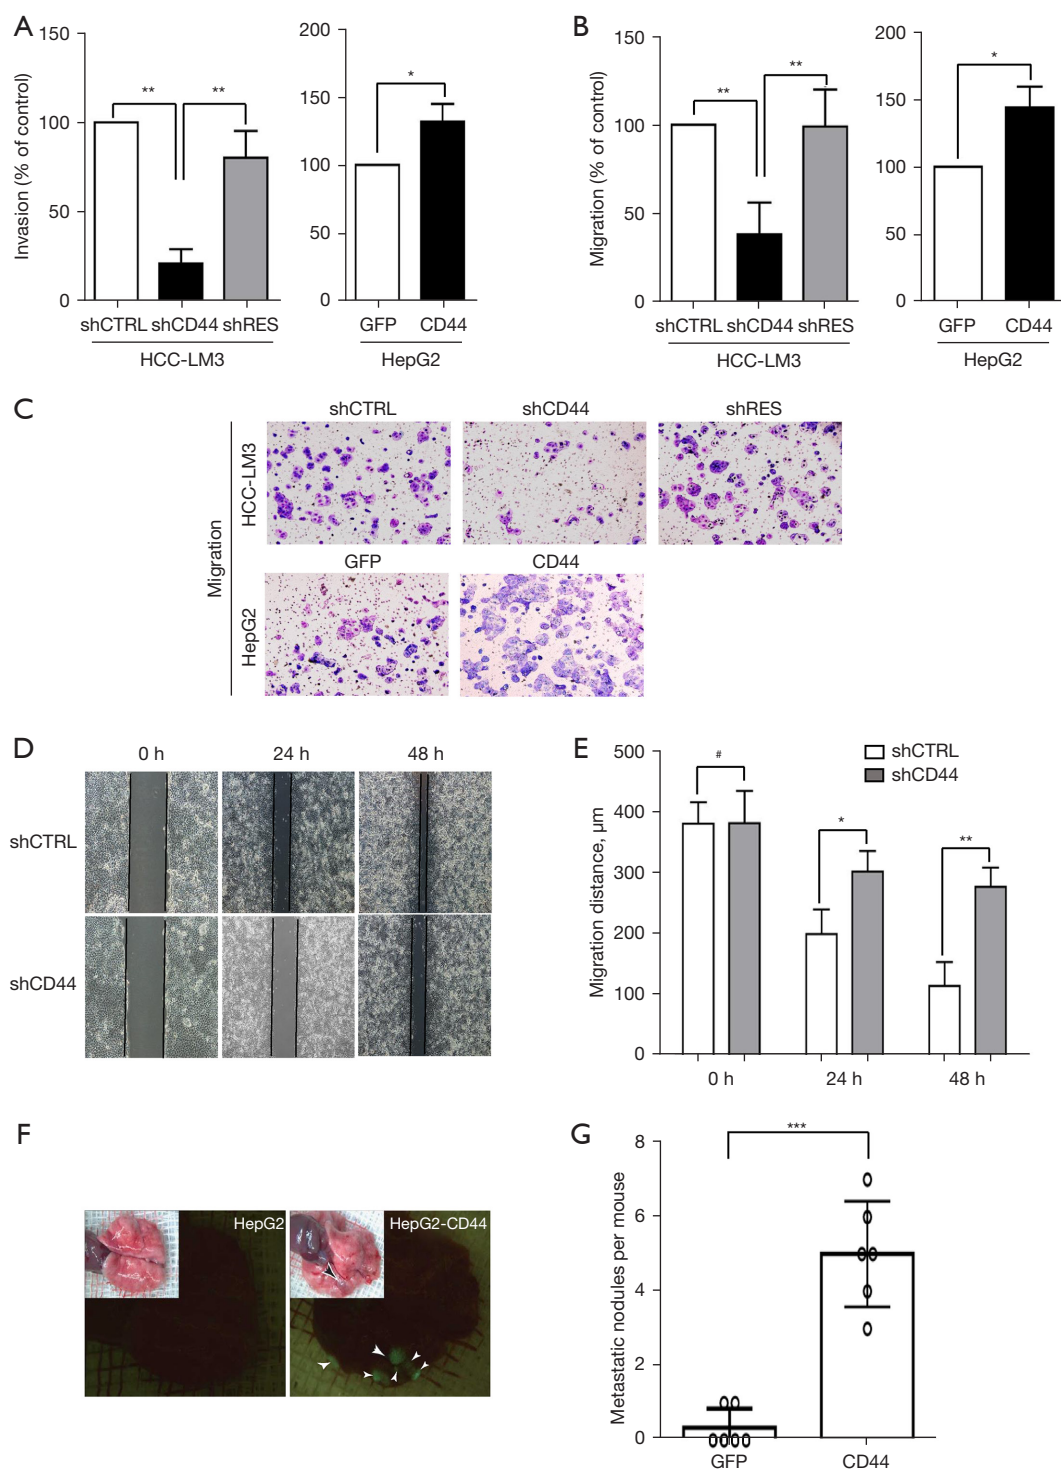 A
Invasion (% of control)
150
100
50
0
**
**
shCTRL shCD44 shRES
HCC-LM3
200
150
100
50
0
*
GFP CD44
HepG2
B
Migration (% of control)
150
100
50
0
**
**
shCTRL shCD44 shRES
HCC-LM3
200
150
100
50
0
*
GFP CD44
HepG2
C
shCTRL shCD44 shRES
Migration
HCC-LM3
GFP CD44
HepG2
D
0 h 24 h 48 h
shCTRL
shCD44
E
Migration distance, µm
500
400
300
200
100
0
#
*
**
shCTRL
shCD44
0 h 24 h 48 h
F
HepG2
HepG2-CD44
G
Metastatic nodules per mouse
8
6
4
2
0
***
GFP CD44